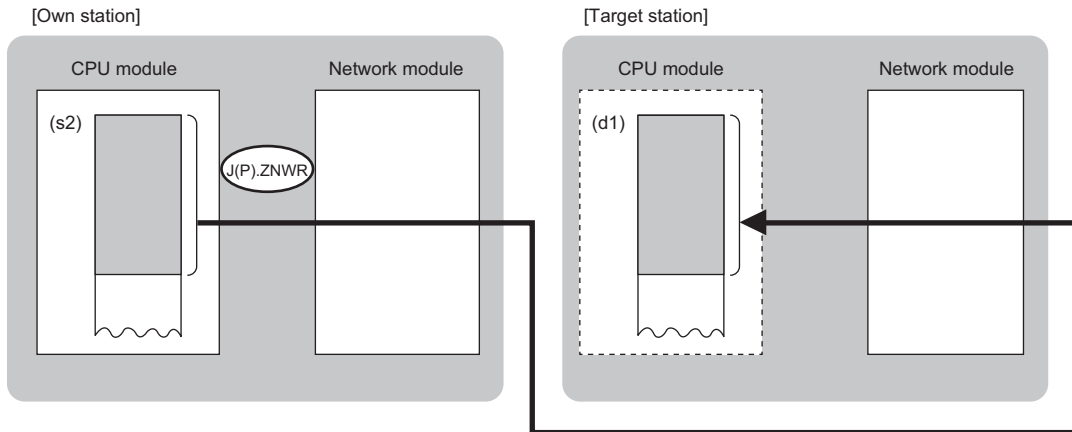 [Own station]
[Target station]
CPU module
Network module
CPU module
Network module
(s2)
J(P).ZNWR
(d1)